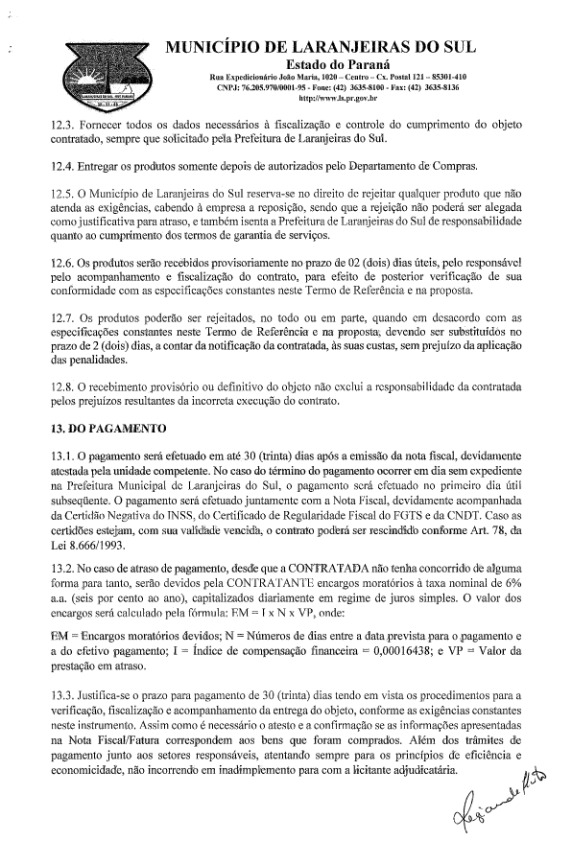 MUNICÍPIO DE LARANJEIRAS DO SUL
Estado do Paraná
Rua Expedicionário João Maria, 1020 – Centro – Cx. Postal 121 – 85301-410
CNPJ: 76.205.970/0001-95 - Fone: (42) 3635-8100 - Fax: (42) 3635-8136
http://www.ls.pr.gov.br
12.3. Fornecer todos os dados necessários à fiscalização e controle do cumprimento do objeto
contratado, sempre que solicitado pela Prefeitura de Laranjeiras do Sul.
12.4. Entregar os produtos somente depois de autorizados pelo Departamento de Compras.
12.5. O Município de Laranjeiras do Sul reserva-se no direito de rejeitar qualquer produto que não
atenda as exigências, cabendo à empresa a reposição, sendo que a rejeição não poderá ser alegada
como justificativa para atraso, e também isenta a Prefeitura de Laranjeiras do Sul de responsabilidade
quanto ao cumprimento dos termos de garantia de serviços.
12.6. Os produtos serão recebidos provisoriamente no prazo de 02 (dois) dias úteis, pelo responsável
pelo acompanhamento e fiscalização do contrato, para efeito de posterior verificação de sua
conformidade com as especificações constantes neste Termo de Referência e na proposta.
12.7. Os produtos poderão ser rejeitados, no todo ou em parte, quando em desacordo com as
especificações constantes neste Termo de Referência e na proposta, devendo ser substituídos no
prazo de 2 (dois) dias, a contar da notificação da contratada, às suas custas, sem prejuízo da aplicação
das penalidades.
12.8. O recebimento provisório ou definitivo do objeto não exclui a responsabilidade da contratada
pelos prejuízos resultantes da incorreta execução do contrato.
13. DO PAGAMENTO
13.1. O pagamento será efetuado em até 30 (trinta) dias após a emissão da nota fiscal, devidamente
atestada pela unidade competente. No caso do término do pagamento ocorrer em dia sem expediente
na Prefeitura Municipal de Laranjeiras do Sul, o pagamento será efetuado no primeiro dia útil
subseqüente. O pagamento será efetuado juntamente com a Nota Fiscal, devidamente acompanhada
da Certidão Negativa do INSS, do Certificado de Regularidade Fiscal do FGTS e da CNDT. Caso as
certidões estejam, com sua validade vencida, o contrato poderá ser rescindido conforme Art. 78, da
Lei 8.666/1993.
13.2. No caso de atraso de pagamento, desde que a CONTRATADA não tenha concorrido de alguma
forma para tanto, serão devidos pela CONTRATANTE encargos moratórios à taxa nominal de 6%
a.a. (seis por cento ao ano), capitalizados diariamente em regime de juros simples. O valor dos
encargos será calculado pela fórmula: EM = I x N x VP, onde:
EM = Encargos moratórios devidos; N = Números de dias entre a data prevista para o pagamento e
a do efetivo pagamento; I = Índice de compensação financeira = 0,00016438; e VP = Valor da
prestação em atraso.
13.3. Justifica-se o prazo para pagamento de 30 (trinta) dias tendo em vista os procedimentos para a
verificação, fiscalização e acompanhamento da entrega do objeto, conforme as exigências constantes
neste instrumento. Assim como é necessário o atesto e a confirmação se as informações apresentadas
na Nota Fiscal/Fatura correspondem aos bens que foram comprados. Além dos trâmites de
pagamento junto aos setores responsáveis, atentando sempre para os princípios de eficiência e
economicidade, não incorrendo em inadimplemento para com a licitante adjudicatária.